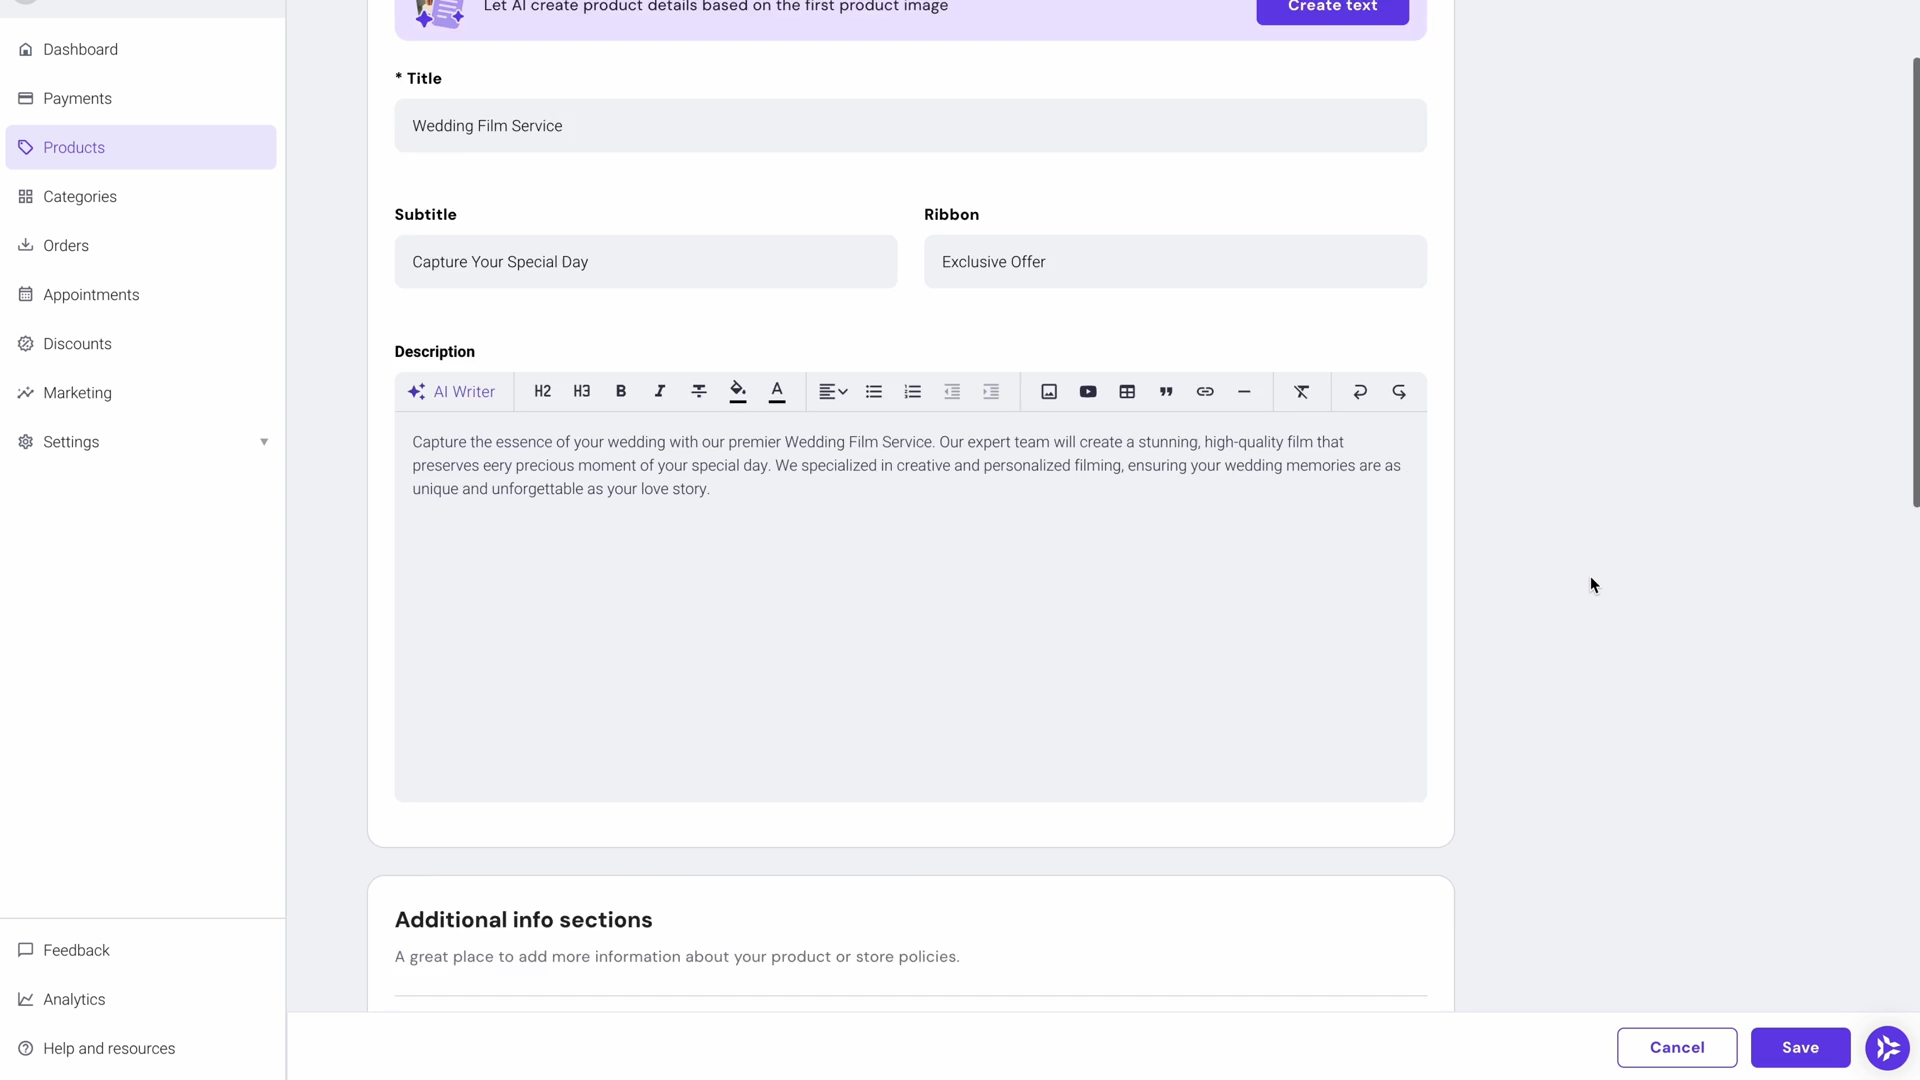 Let AI create product details based on the first product image
Create text
Dashboard
Payments
Products
Categories
Orders
Appointments
Discounts
Marketing
Settings
* Title
Wedding Film Service
Subtitle
Ribbon
Capture Your Special Day
Exclusive Offer
Description
AI Writer
H2
H3
B
I
A
Capture the essence of your wedding with our premier Wedding Film Service. Our expert team will create a stunning, high-quality film that
preserves eery precious moment of your special day. We specialized in creative and personalized filming, ensuring your wedding memories are as
unique and unforgettable as your love story.
Additional info sections
A great place to add more information about your product or store policies.
Feedback
Analytics
Help and resources
Cancel
Save